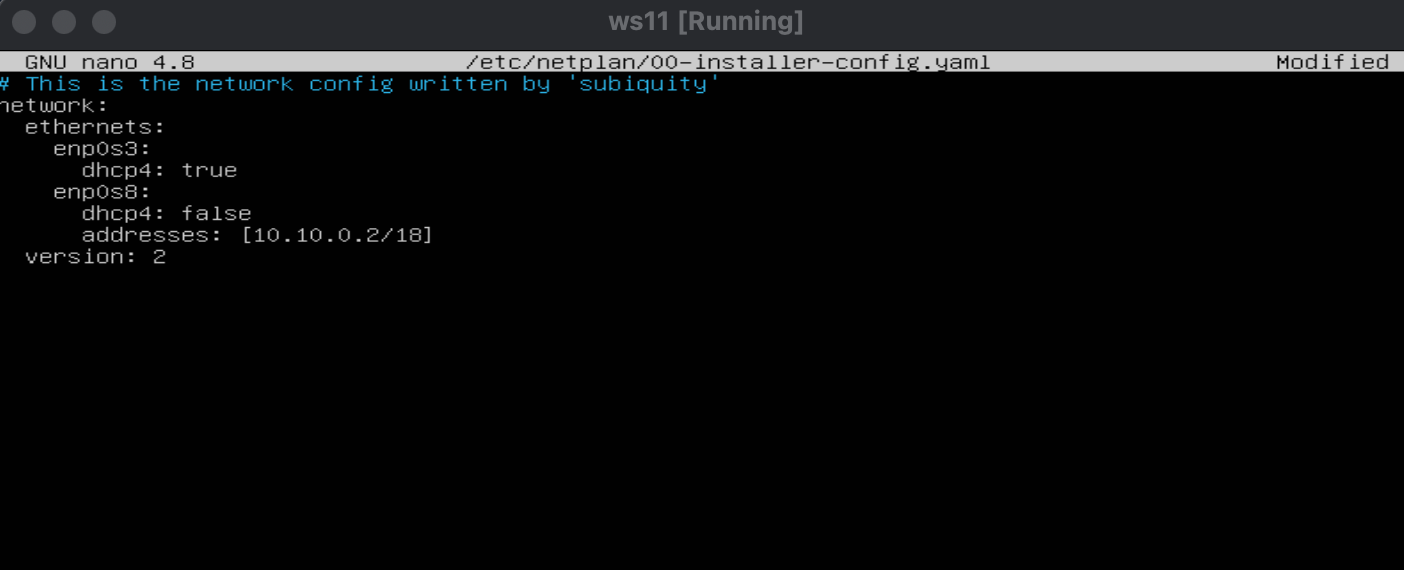 ws11 [Running]
GNU nano 4.8 /etc/netplan/00-installer-config.yaml Modified
# This is the network config written by 'subiquity'
network:
  ethernets:
    enp0s3:
      dhcp4: true
    enp0s8:
      dhcp4: false
      addresses: [10.10.0.2/18]
  version: 2